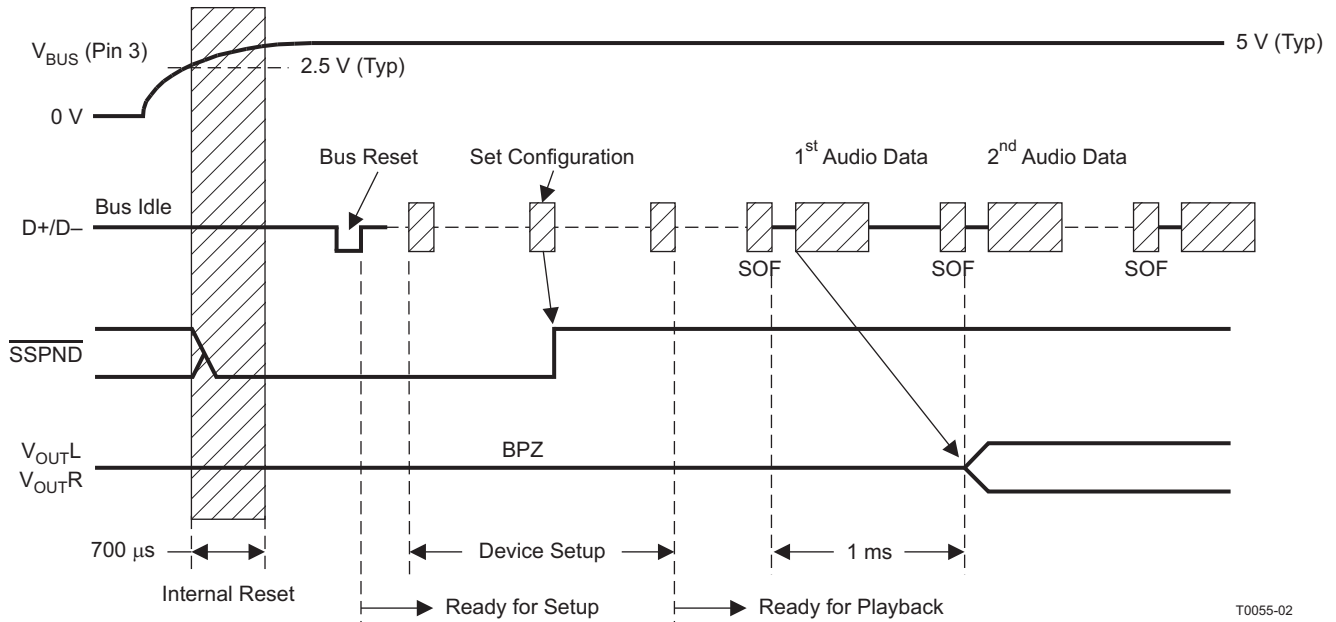 V_BUS (Pin 3)
5 V (Typ)
2.5 V (Typ)
0 V
Bus Reset
Set Configuration
1st Audio Data
2nd Audio Data
Bus Idle
D+/D–
SOF
SOF
SOF
SSPND
V_OUTL
V_OUTR
BPZ
700 μs
Device Setup
1 ms
Internal Reset
Ready for Setup
Ready for Playback
T0055-02